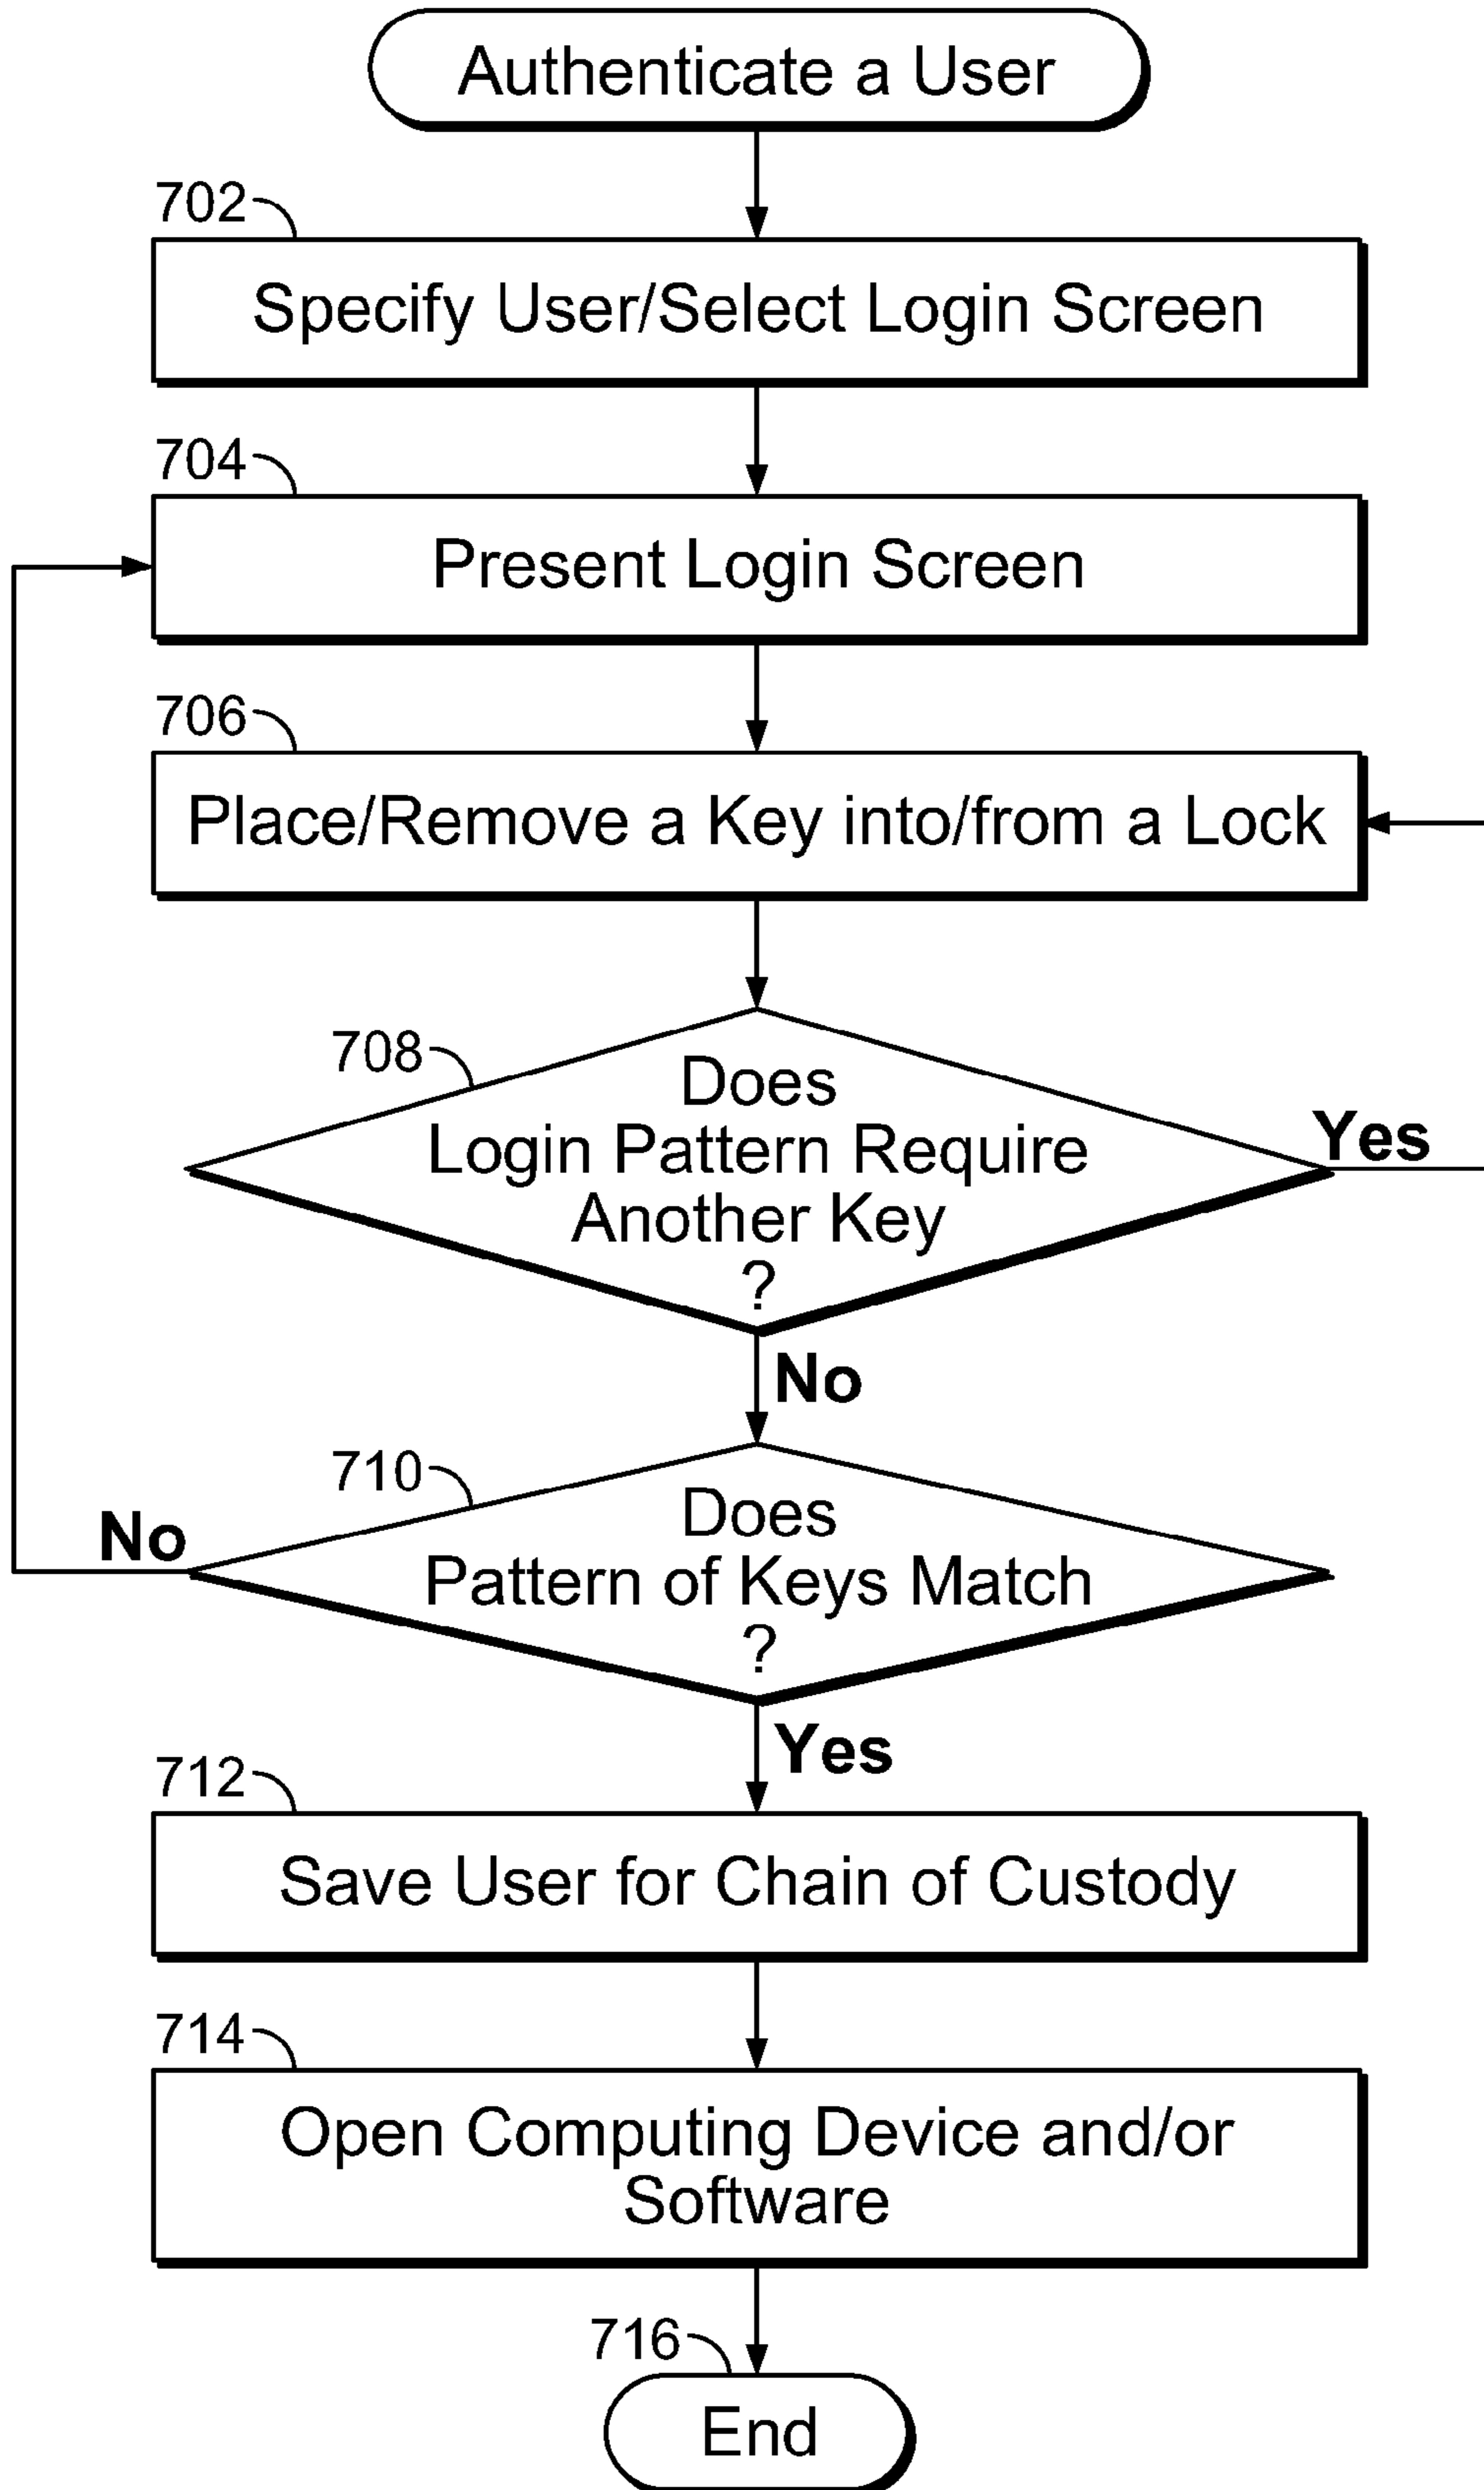 Authenticate a User
702
Specify User/Select Login Screen
704
Present Login Screen
706
Place/Remove a Key into/from a Lock
708
Does
Login Pattern Require
Another Key
?
Yes
No
710
Does
Pattern of Keys Match
?
No
Yes
712
Save User for Chain of Custody
714
Open Computing Device and/or
Software
716
End